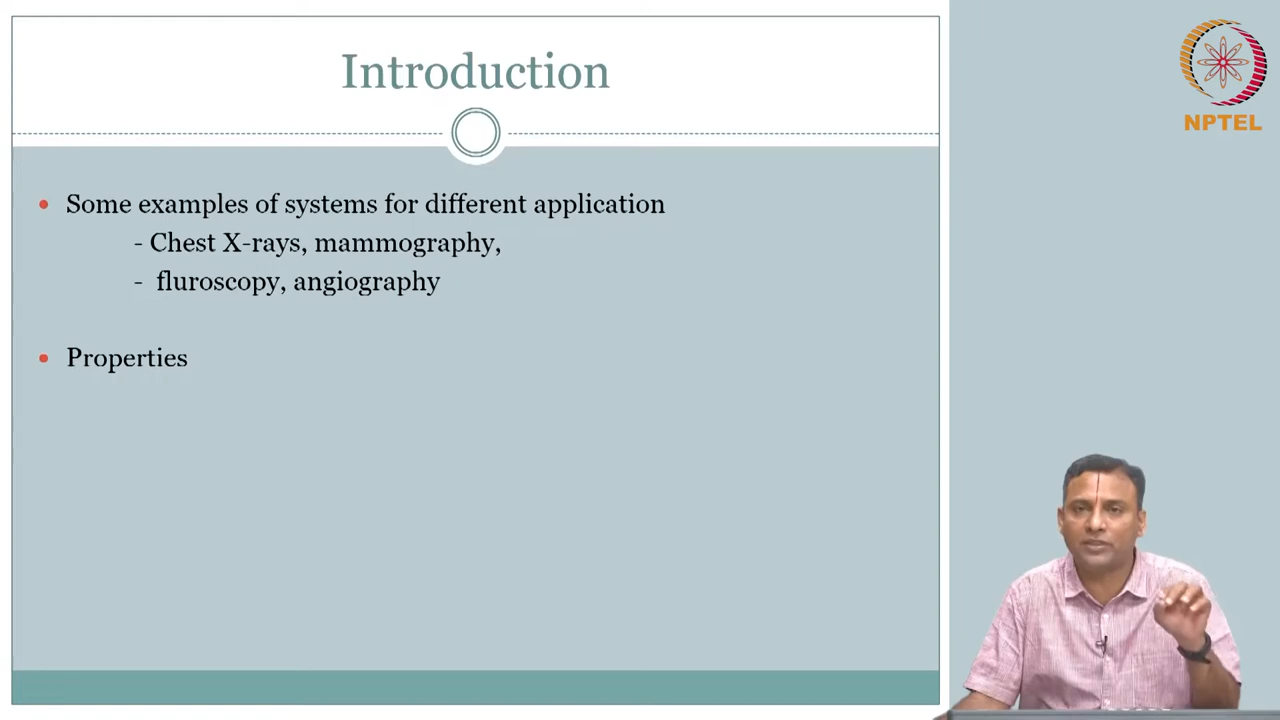 Introduction
NPTEL
• Some examples of systems for different application
- Chest X-rays, mammography,
- fluroscopy, angiography
• Properties